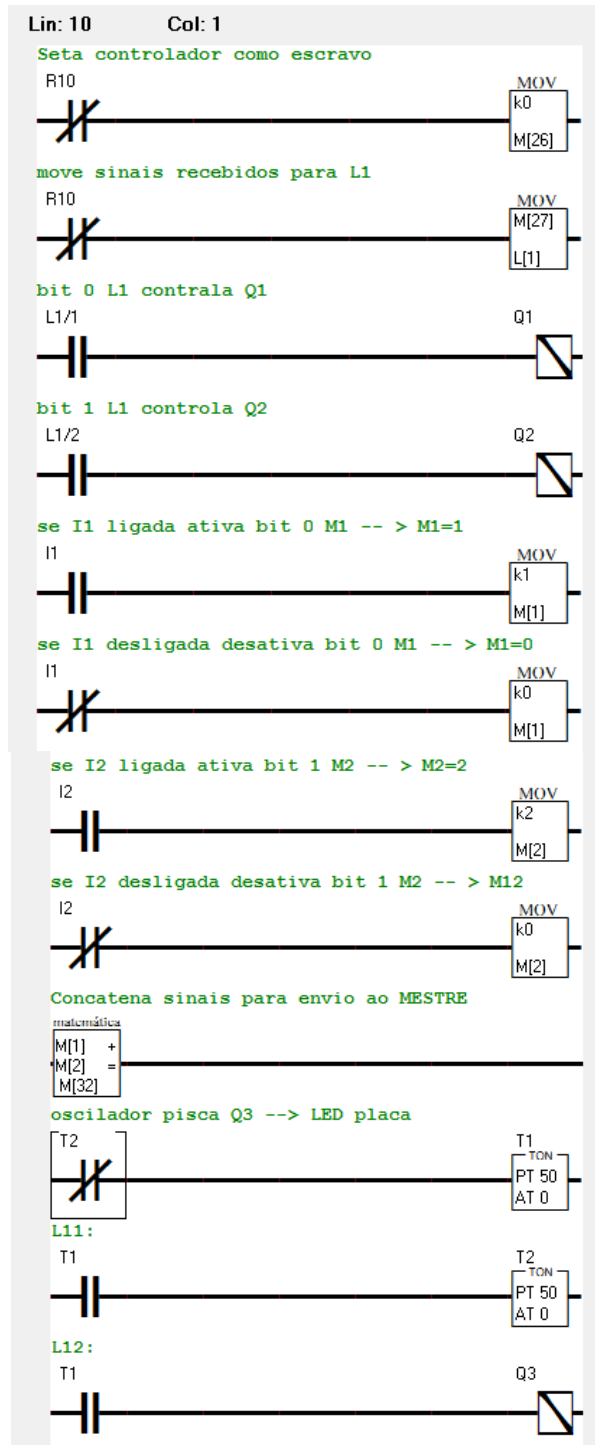 Lin: 10 Col: 1
Seta controlador como escravo
R10 MOV
k0
M[26]
move sinais recebidos para L1
R10 MOV
M[27]
L[1]
bit 0 L1 contrala Q1
L1/1 Q1
bit 1 L1 controla Q2
L1/2 Q2
se I1 ligada ativa bit 0 M1 -- > M1=1
I1 MOV
k1
M[1]
se I1 desligada desativa bit 0 M1 -- > M1=0
I1 MOV
k0
M[1]
se I2 ligada ativa bit 1 M2 -- > M2=2
I2 MOV
k2
M[2]
se I2 desligada desativa bit 1 M2 -- > M12
I2 MOV
k0
M[2]
Concatena sinais para envio ao MESTRE
matemática
M[1] +
M[2] =
M[32]
oscilador pisca Q3 --> LED placa
T2 T1
TON
PT 50
AT 0
L11:
T1 T2
TON
PT 50
AT 0
L12:
T1 Q3